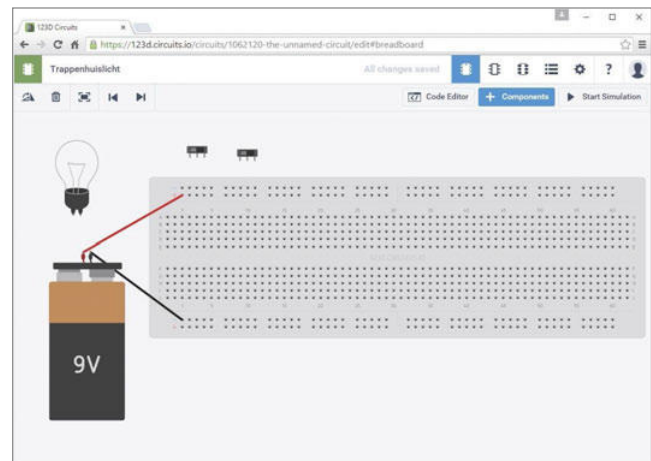 123D Circuits
https://123d.circuits.io/circuits/1062120-the-unnamed-circuit/edit#breadboard
Trappenhuislicht
All changes saved
?
Code Editor
+ Components
Start Simulation
9V